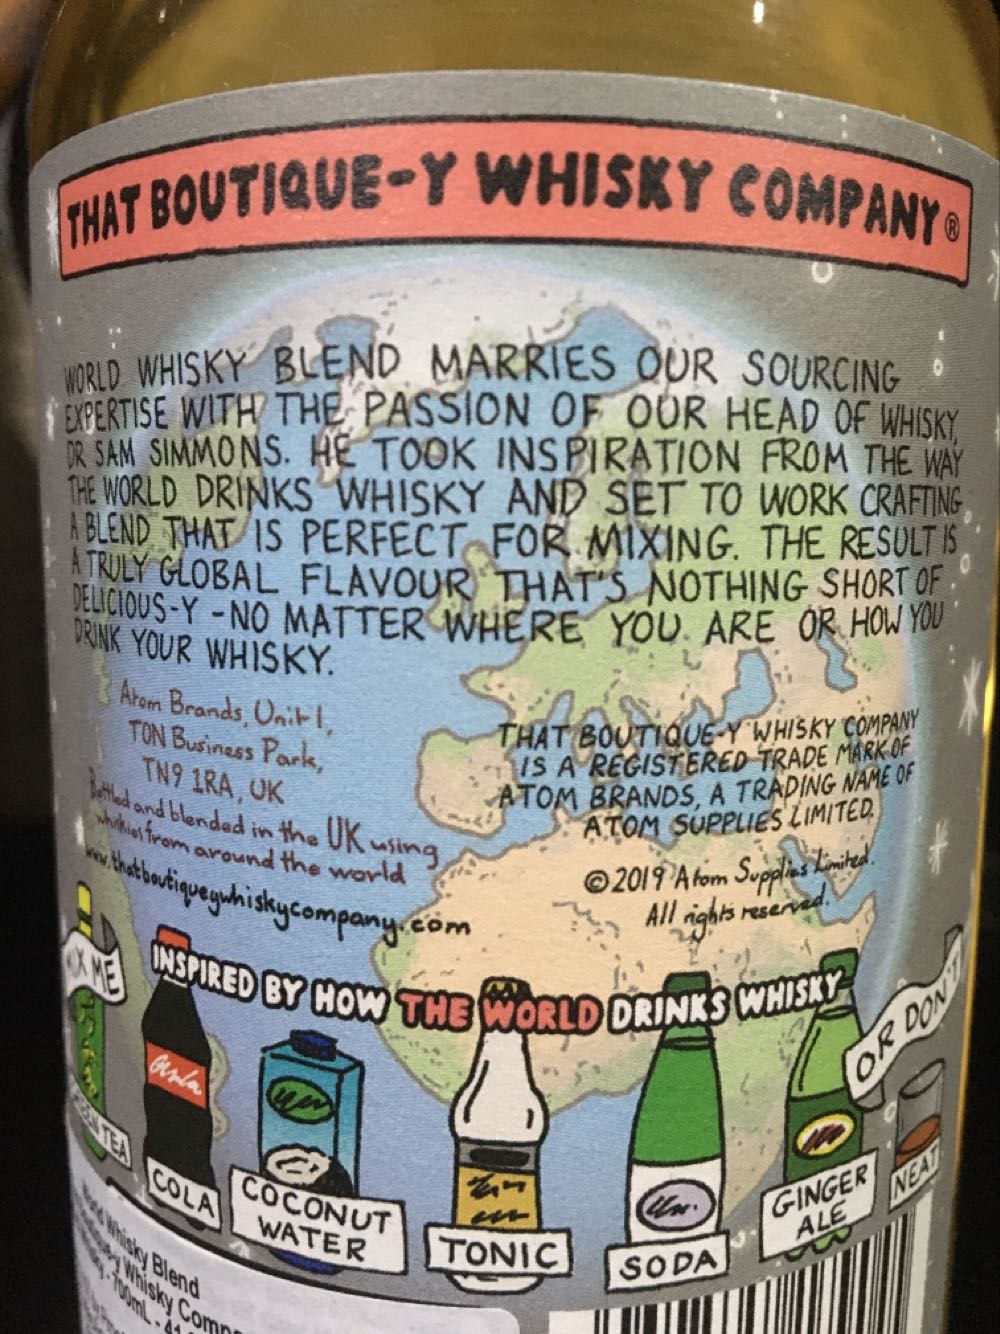 THAT BOUTIQUE-Y WHISKY COMPANY®
WORLD WHISKY BLEND MARRIES OUR SOURCING
EXPERTISE WITH THE PASSION OF OUR HEAD OF WHISKY,
DR SAM SIMMONS. HE TOOK INSPIRATION FROM THE WAY
THE WORLD DRINKS WHISKY AND SET TO WORK CRAFTING
A BLEND THAT IS PERFECT FOR MIXING. THE RESULT IS
A TRULY GLOBAL FLAVOUR THAT'S NOTHING SHORT OF
DELICIOUS-Y -NO MATTER WHERE YOU ARE OR HOW YOU
DRINK YOUR WHISKY.
Atom Brands, Unit 1,
TON Business Park,
TN9 1RA, UK
Bottled and blended in the UK using
whiskies from around the world
www.thatboutiqueywhiskycompany.com
THAT BOUTIQUE-Y WHISKY COMPANY
IS A REGISTERED TRADE MARK OF
ATOM BRANDS, A TRADING NAME OF
ATOM SUPPLIES LIMITED.
©2019 Atom Supplies Limited.
All rights reserved.
MIX ME
INSPIRED BY HOW THE WORLD DRINKS WHISKY
OR DON'T
GREEN TEA
COLA
COCONUT
WATER
TONIC
SODA
GINGER
ALE
NEAT
Whisky Blend
Whisky
700mL